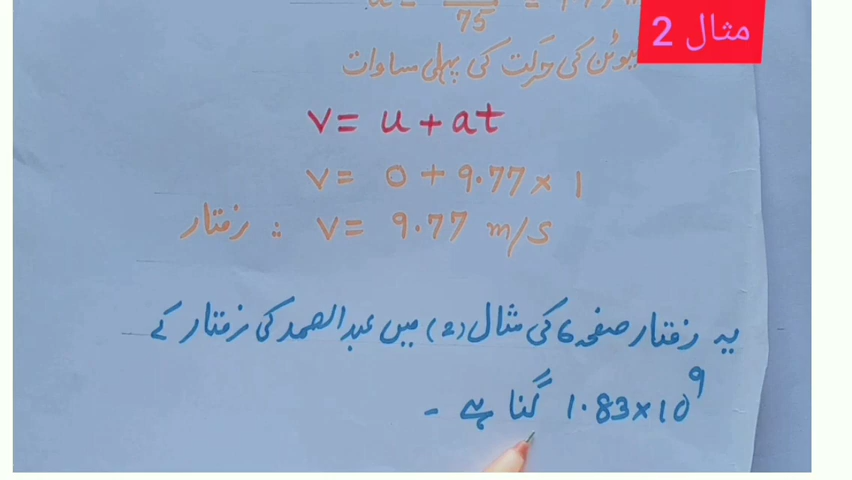 مثال 2
75
کی حرکت کی پہلی مساوات
v = u + at
v = 0 + 9.77 × 1
رفتار : v = 9.77 m/s
یہ رفتار صفحہ 6 کی مثال (2) میں عبدالصمد کی رفتار کے
1.83×10⁹ گنا ہے ـ